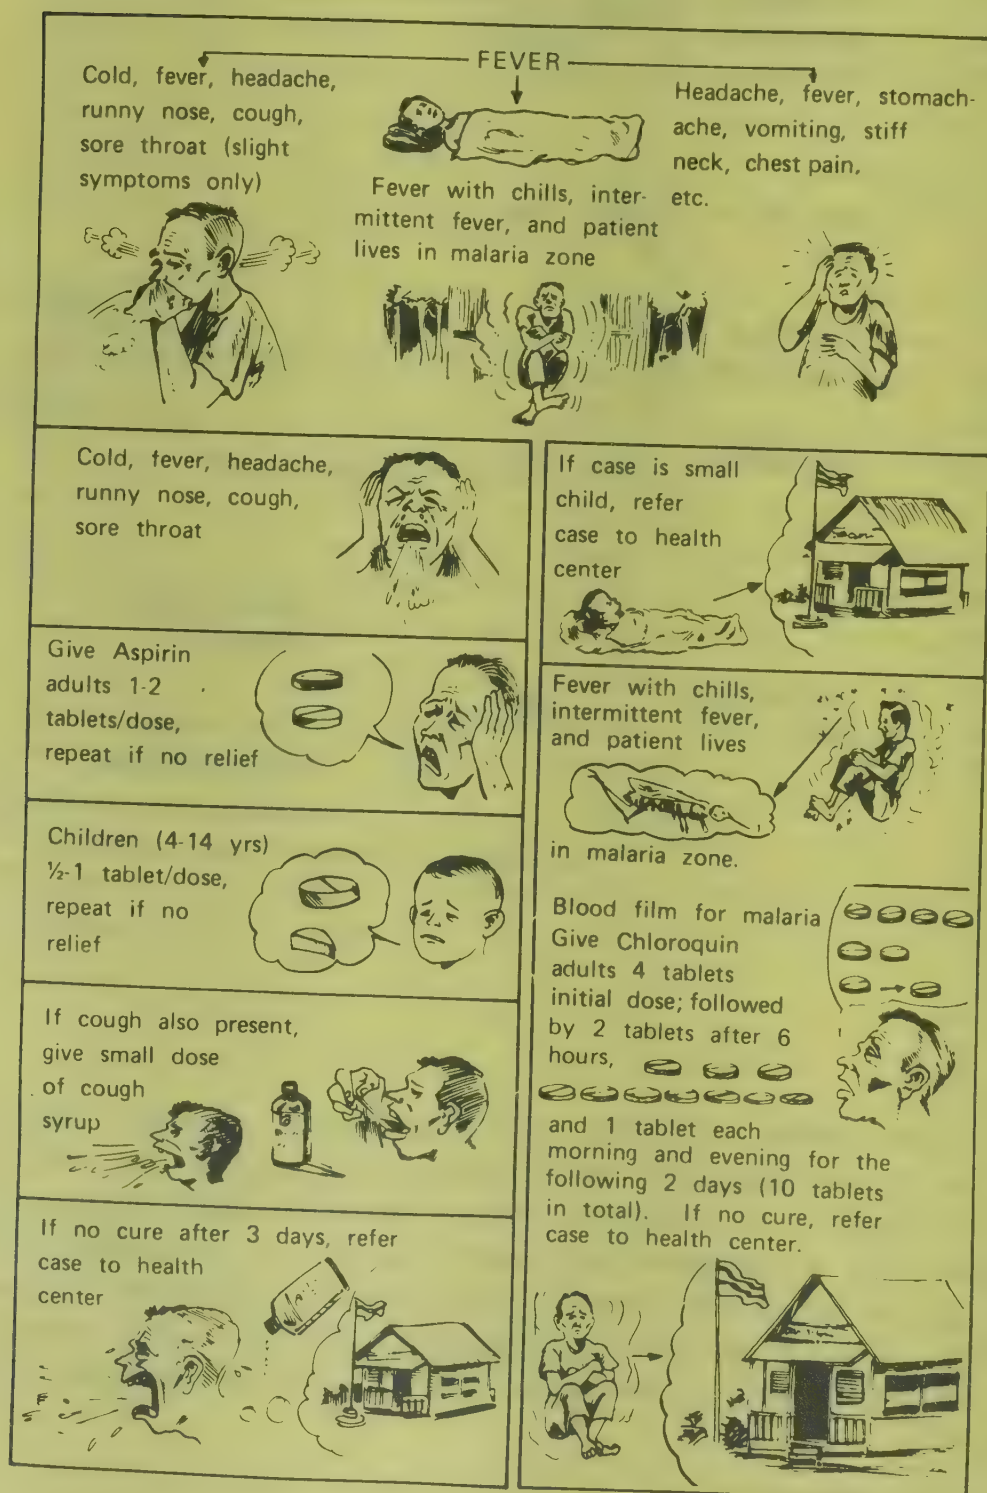 FEVER
Cold, fever, headache,
runny nose, cough,
sore throat (slight
symptoms only)
Fever with chills, inter-
mittent fever, and patient
lives in malaria zone
Headache, fever, stomach-
ache, vomiting, stiff
neck, chest pain,
etc.
Cold, fever, headache,
runny nose, cough,
sore throat
Give Aspirin
adults 1-2
tablets/dose,
repeat if no relief
Children (4-14 yrs)
½-1 tablet/dose,
repeat if no
relief
If cough also present,
give small dose
of cough
syrup
If no cure after 3 days, refer
case to health
center
If case is small
child, refer
case to health
center
Fever with chills,
intermittent fever,
and patient lives
in malaria zone.
Blood film for malaria
Give Chloroquin
adults 4 tablets
initial dose; followed
by 2 tablets after 6
hours,
and 1 tablet each
morning and evening for the
following 2 days (10 tablets
in total). If no cure, refer
case to health center.